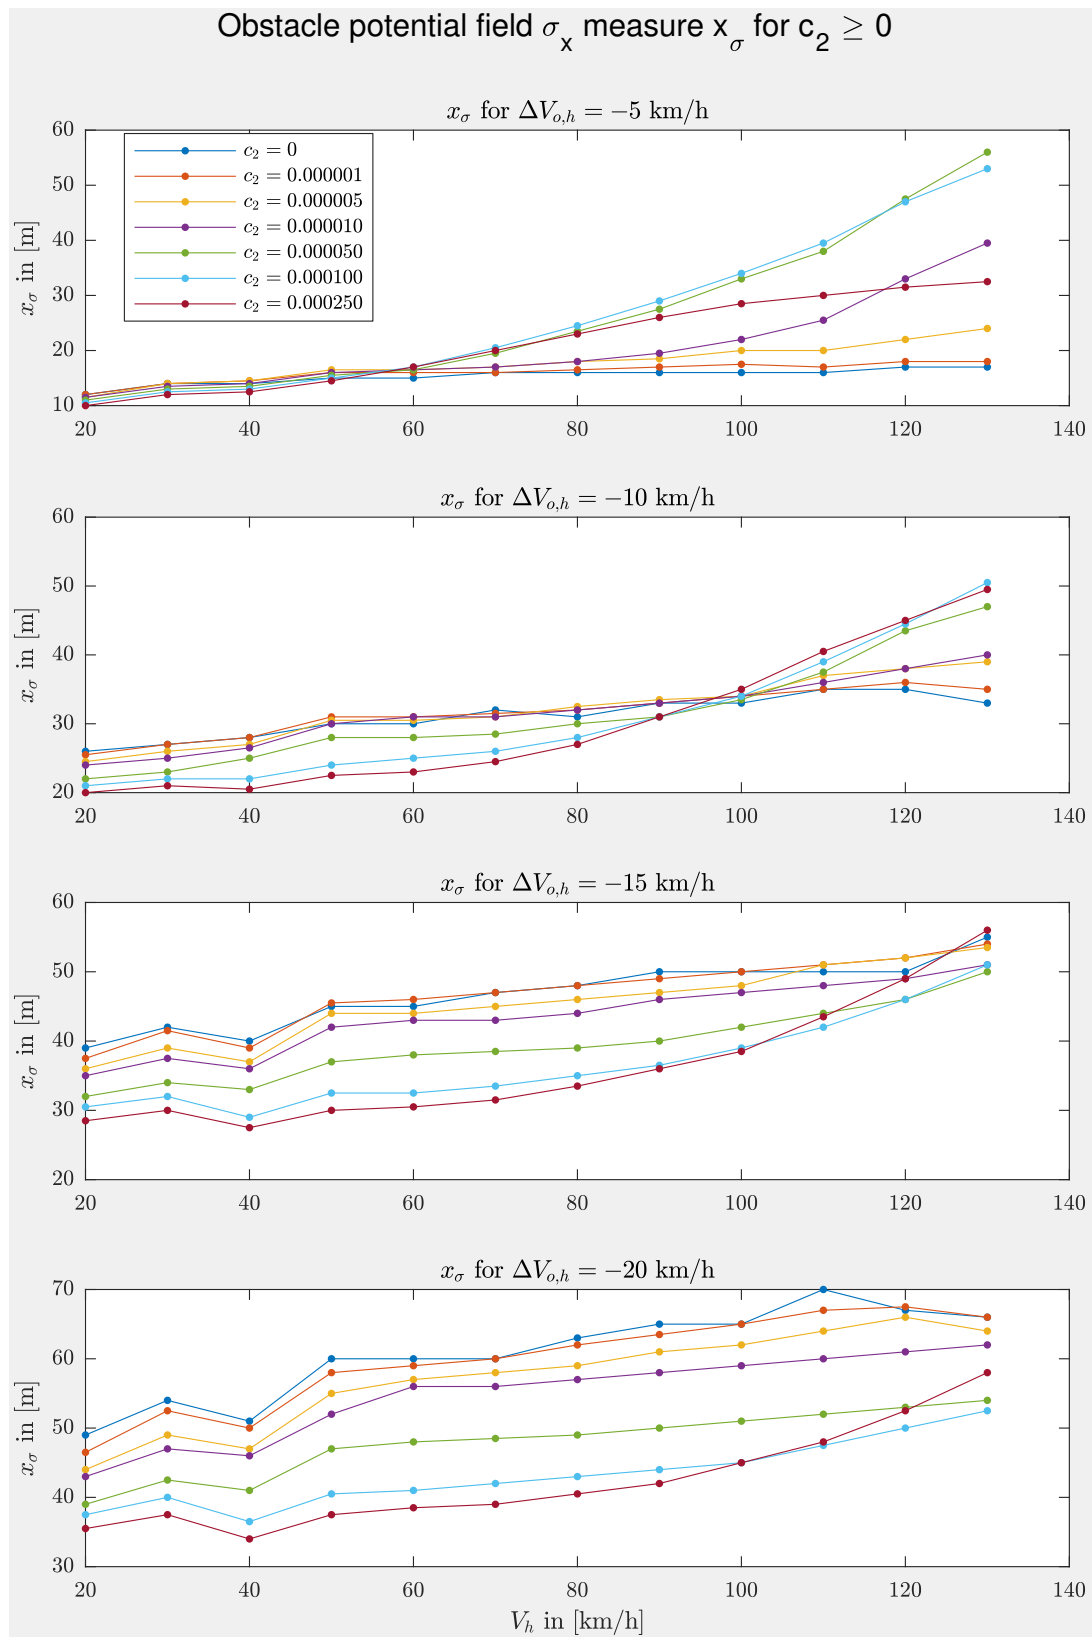 Obstacle potential field σx measure xσ for c2 ≥ 0
xσ for ΔVo,h = −5 km/h
60
50
40
30
20
10
xσ in [m]
c2 = 0
c2 = 0.000001
c2 = 0.000005
c2 = 0.000010
c2 = 0.000050
c2 = 0.000100
c2 = 0.000250
20 40 60 80 100 120 140
xσ for ΔVo,h = −10 km/h
60
50
40
30
20
xσ in [m]
20 40 60 80 100 120 140
xσ for ΔVo,h = −15 km/h
60
50
40
30
20
xσ in [m]
20 40 60 80 100 120 140
xσ for ΔVo,h = −20 km/h
70
60
50
40
30
xσ in [m]
20 40 60 80 100 120 140
Vh in [km/h]